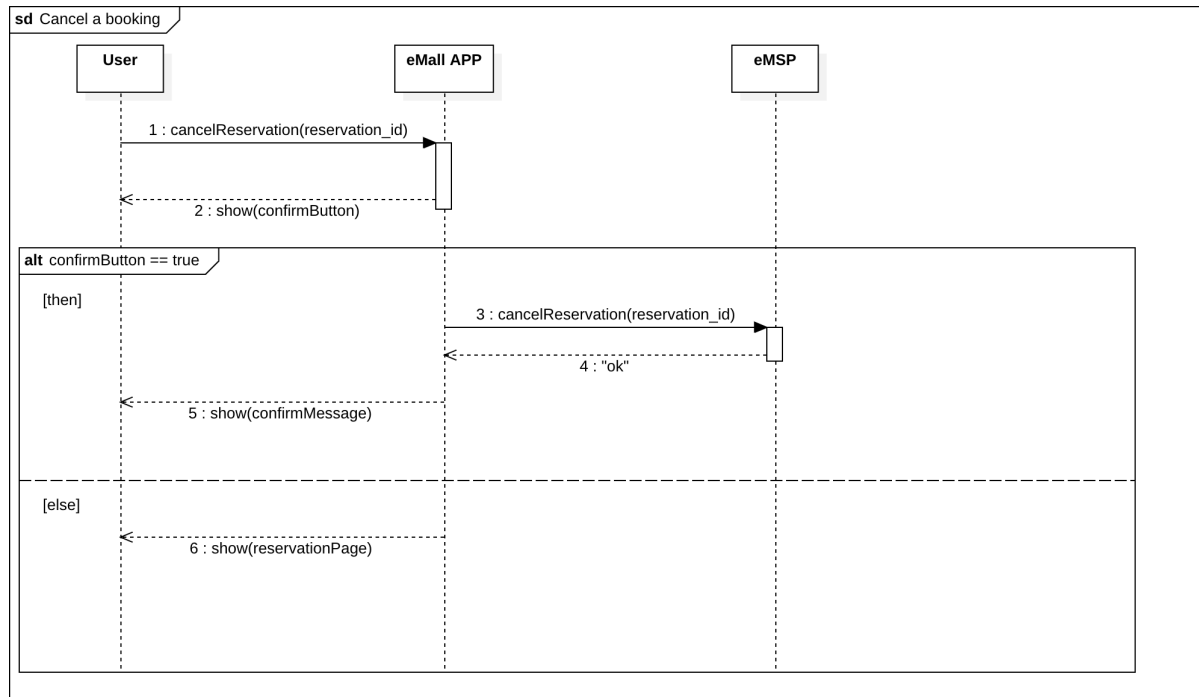 sd Cancel a booking
User
eMall APP
eMSP
1 : cancelReservation(reservation_id)
2 : show(confirmButton)
alt confirmButton == true
[then]
3 : cancelReservation(reservation_id)
4 : "ok"
5 : show(confirmMessage)
[else]
6 : show(reservationPage)